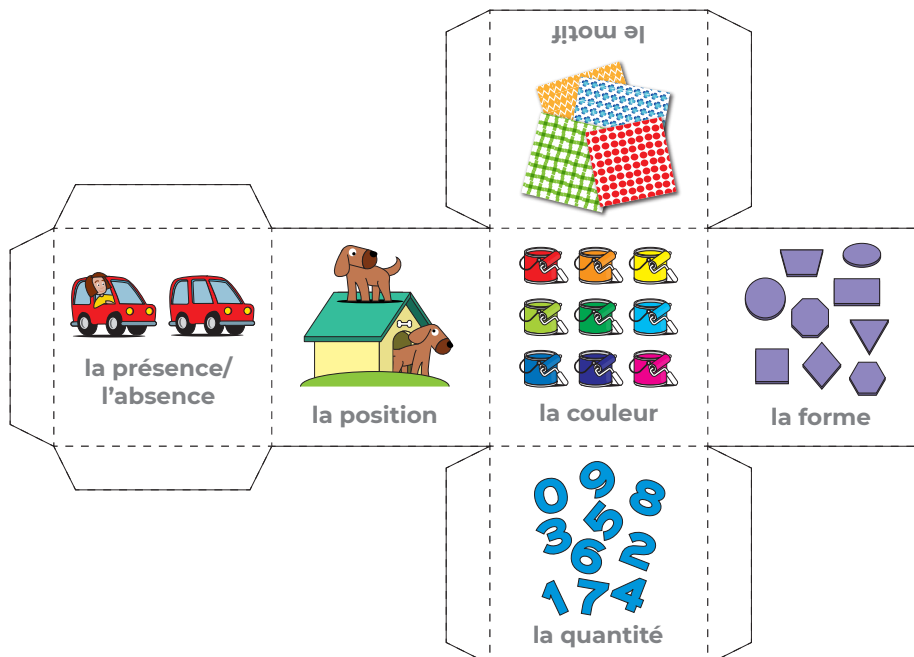 le motif
la présence/
l'absence
la position
la couleur
la forme
0 9 8
3 5
6 2
1 7 4
la quantité